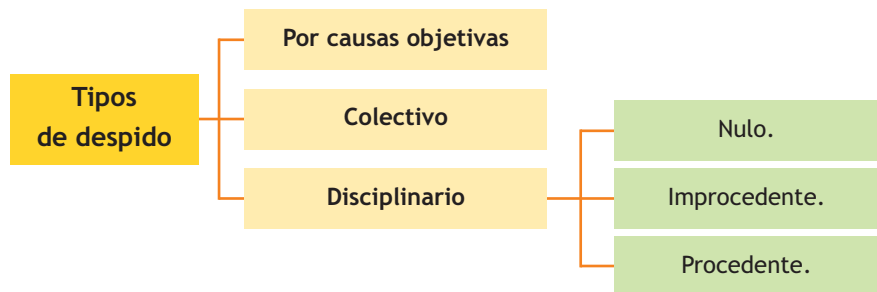 Tipos
de despido
Por causas objetivas
Colectivo
Disciplinario
Nulo.
Improcedente.
Procedente.